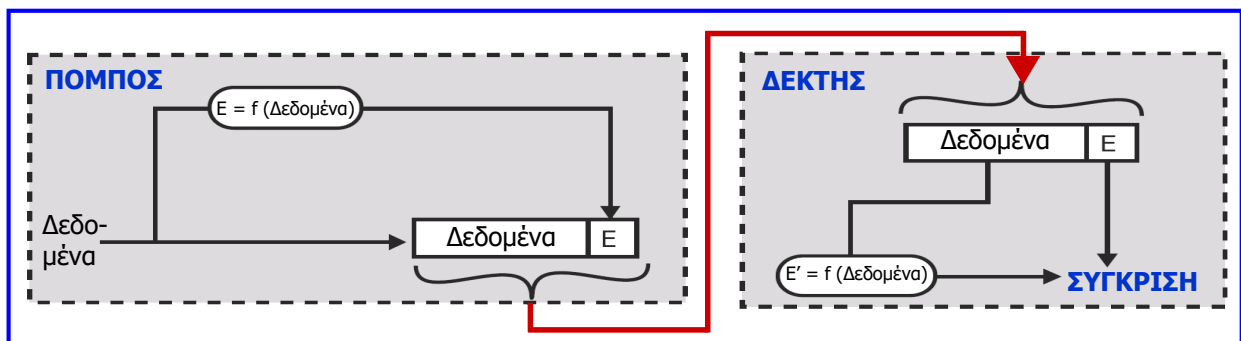 ΠΟΜΠΟΣ
E = f (Δεδομένα)
Δεδο-
μένα
Δεδομένα
E
ΔΕΚΤΗΣ
Δεδομένα
E
E’ = f (Δεδομένα)
ΣΥΓΚΡΙΣΗ